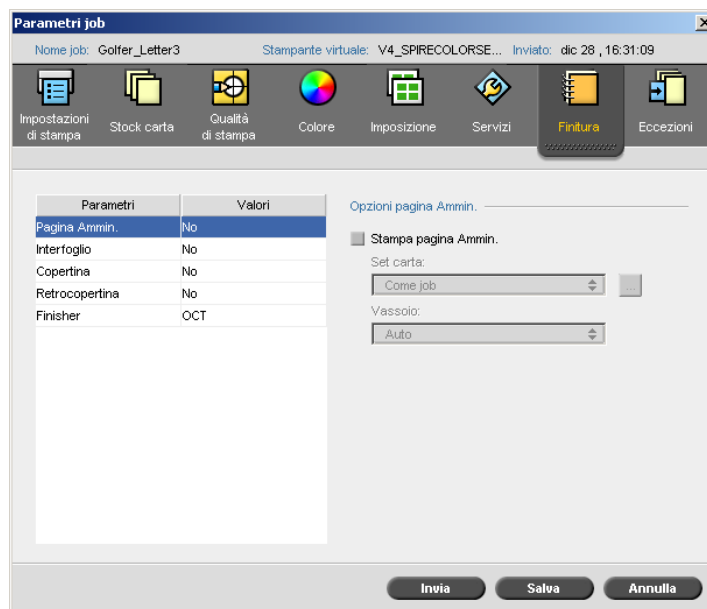 Parametri job
Nome job: Golfer_Letter3 Stampante virtuale: V4_SPIRECOLORSE... Inviato: dic 28 , 16:31:09
Impostazioni di stampa
Stock carta
Qualità di stampa
Colore
Imposizione
Servizi
Finitura
Eccezioni
Parametri Valori
Pagina Ammin. No
Interfoglio No
Copertina No
Retrocopertina No
Finisher OCT
Opzioni pagina Ammin.
Stampa pagina Ammin.
Set carta:
Come job
...
Vassoio:
Auto
Invia Salva Annulla